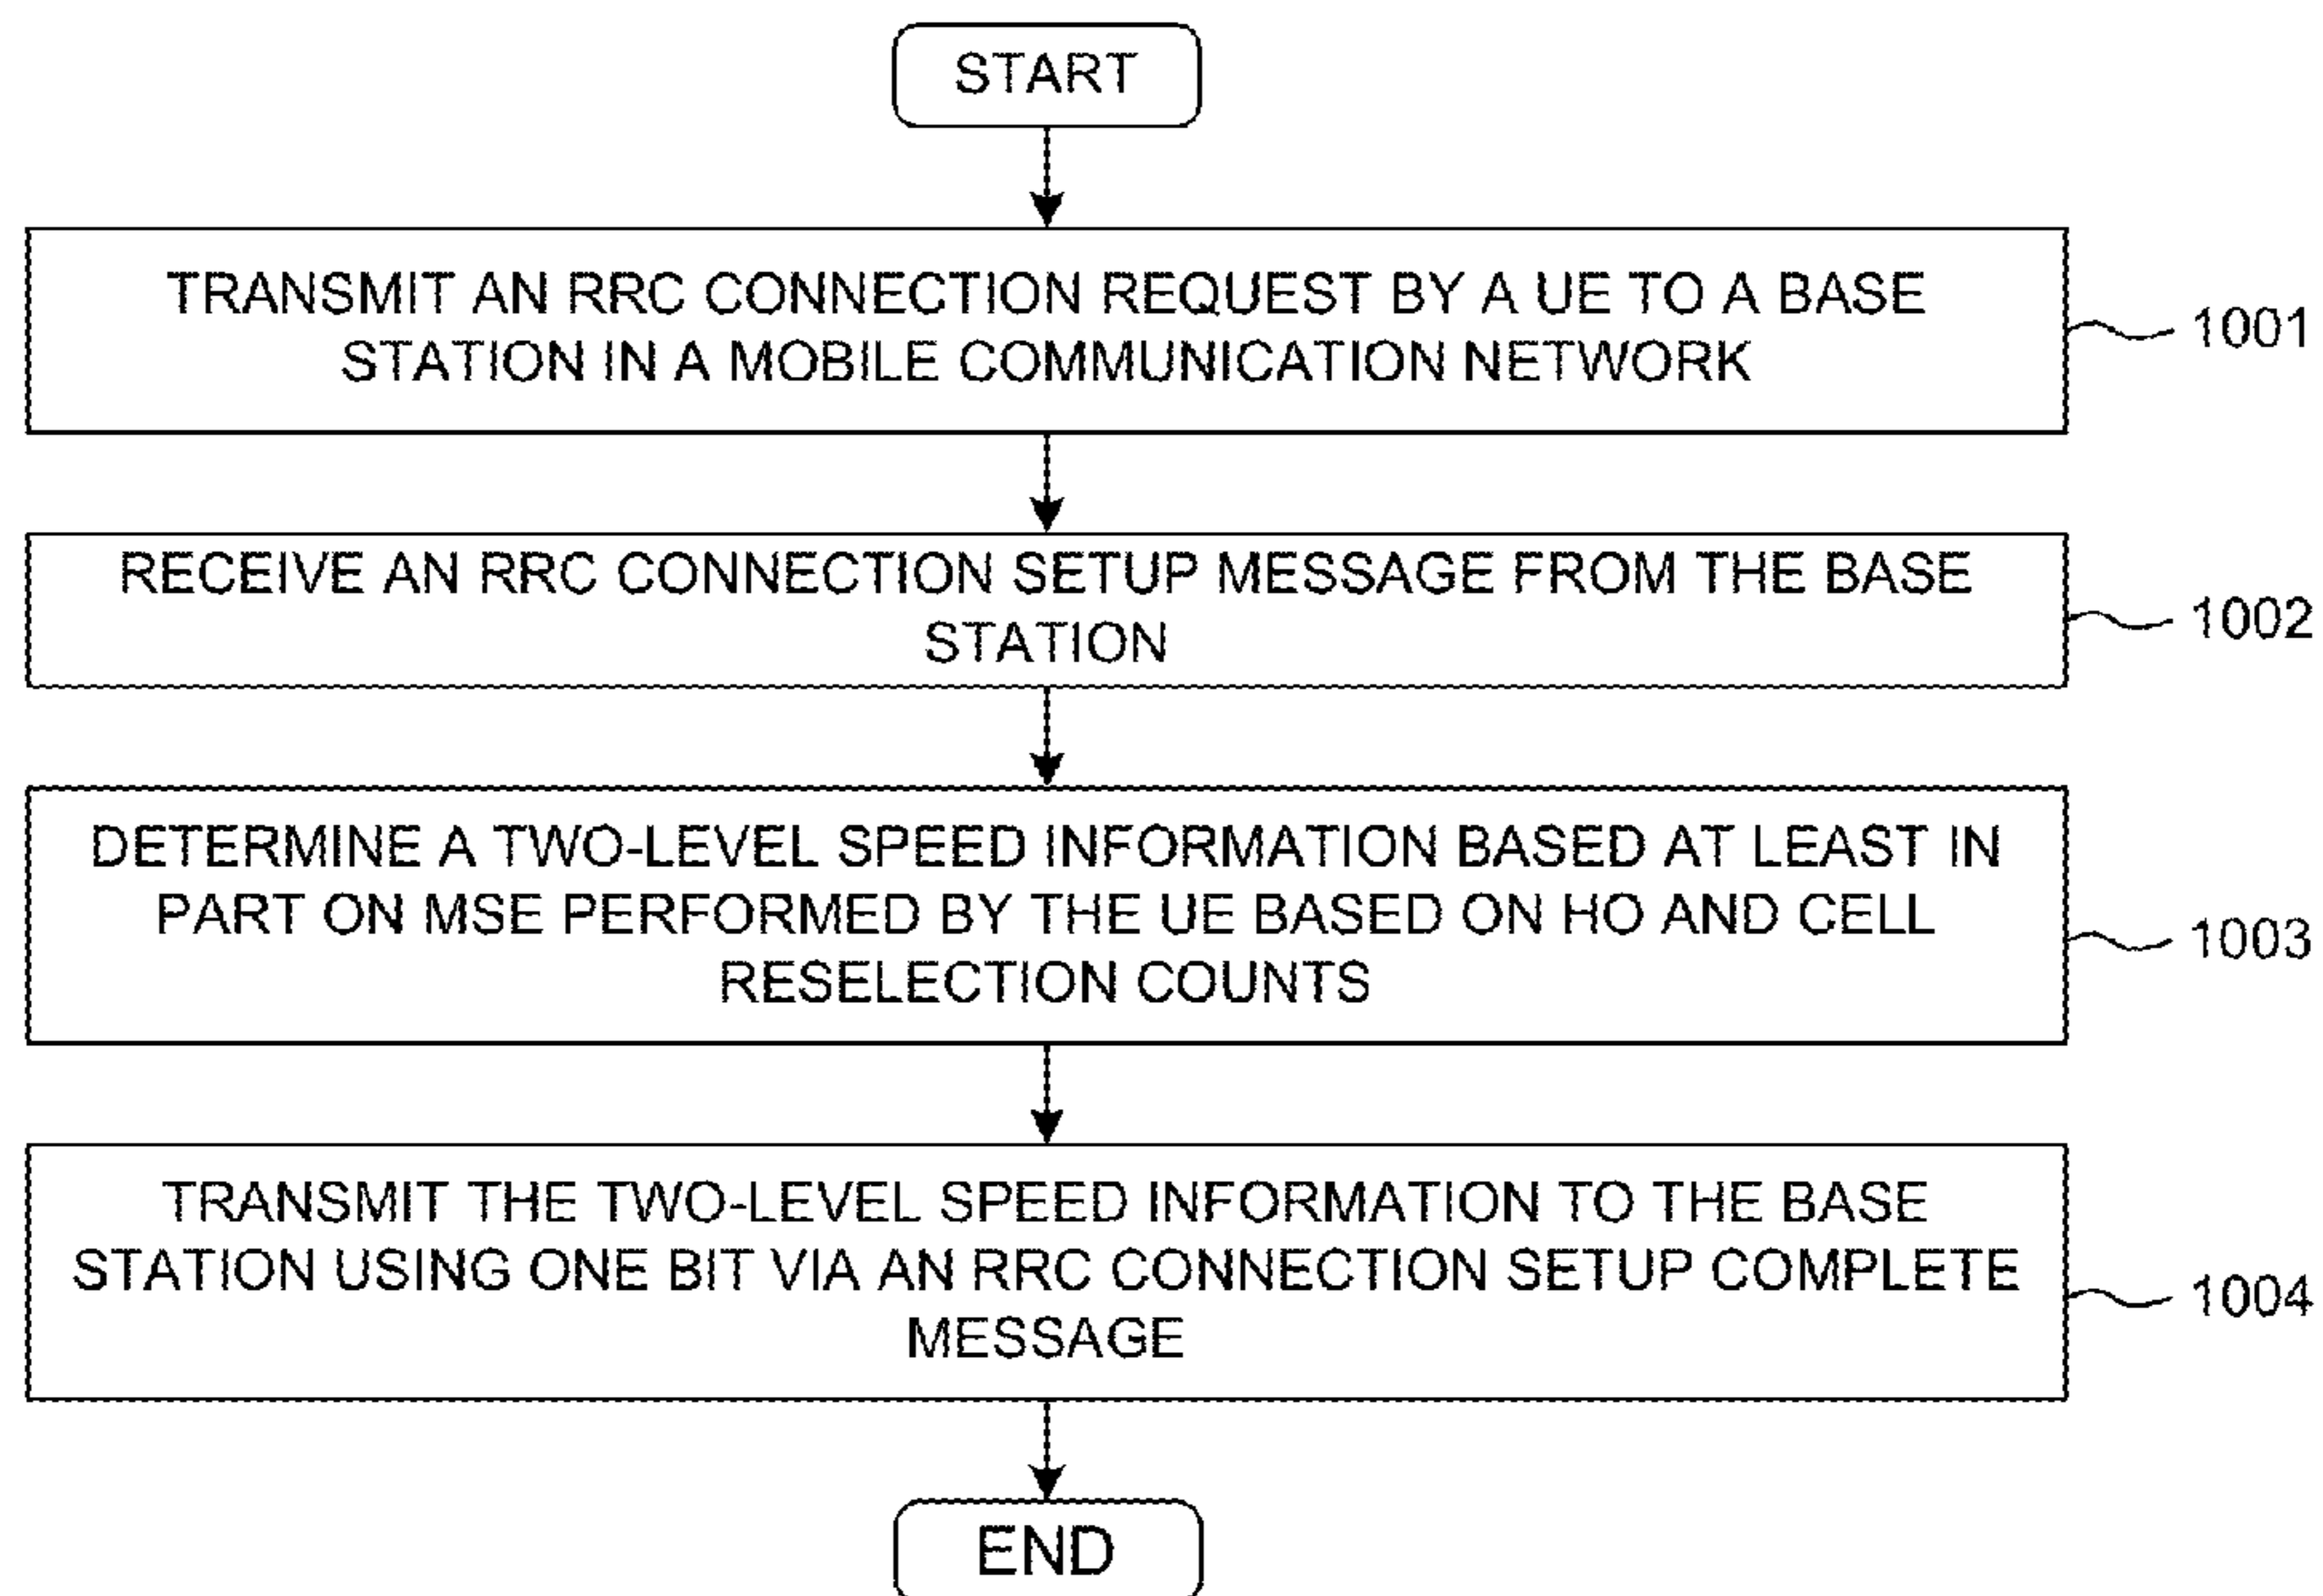 START
TRANSMIT AN RRC CONNECTION REQUEST BY A UE TO A BASE
STATION IN A MOBILE COMMUNICATION NETWORK
1001
RECEIVE AN RRC CONNECTION SETUP MESSAGE FROM THE BASE
STATION
1002
DETERMINE A TWO-LEVEL SPEED INFORMATION BASED AT LEAST IN
PART ON MSE PERFORMED BY THE UE BASED ON HO AND CELL
RESELECTION COUNTS
1003
TRANSMIT THE TWO-LEVEL SPEED INFORMATION TO THE BASE
STATION USING ONE BIT VIA AN RRC CONNECTION SETUP COMPLETE
MESSAGE
1004
END